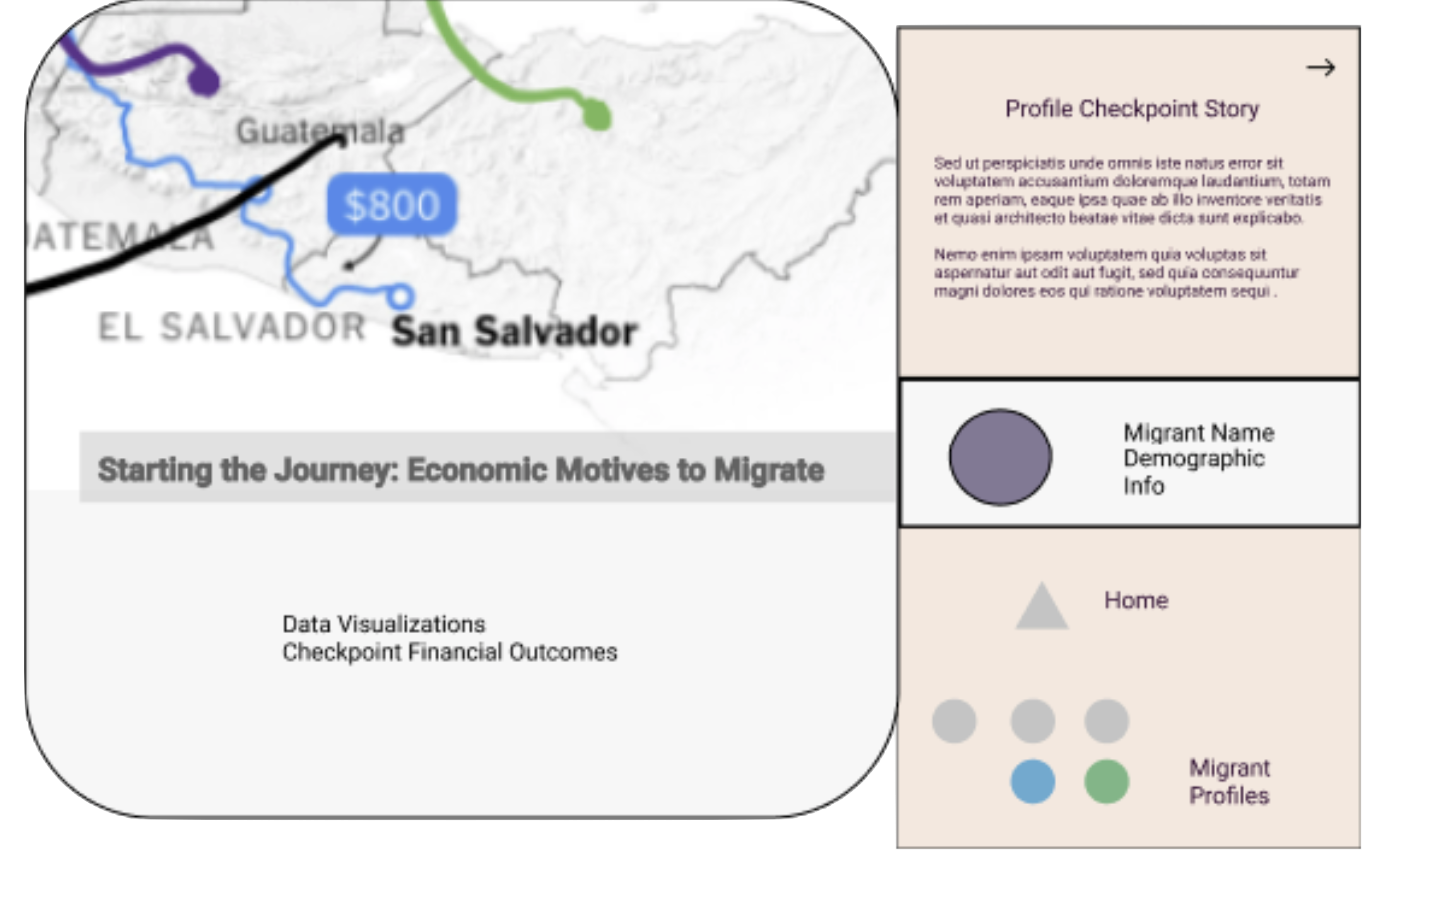 Guatemala
$800
UATEMALA
EL SALVADOR
San Salvador
Starting the Journey: Economic Motives to Migrate
Data Visualizations
Checkpoint Financial Outcomes
Profile Checkpoint Story
Sed ut perspiciatis unde omnis iste natus error sit
voluptatem accusantium doloremque laudantium, totam
rem aperiam, eaque ipsa quae ab illo inventore veritatis
et quasi architecto beatae vitae dicta sunt explicabo.
Nemo enim ipsam voluptatem quia voluptas sit
aspernatur aut odit aut fugit, sed quia consequuntur
magni dolores eos qui ratione voluptatem sequi .
Migrant Name
Demographic
Info
Home
Migrant
Profiles